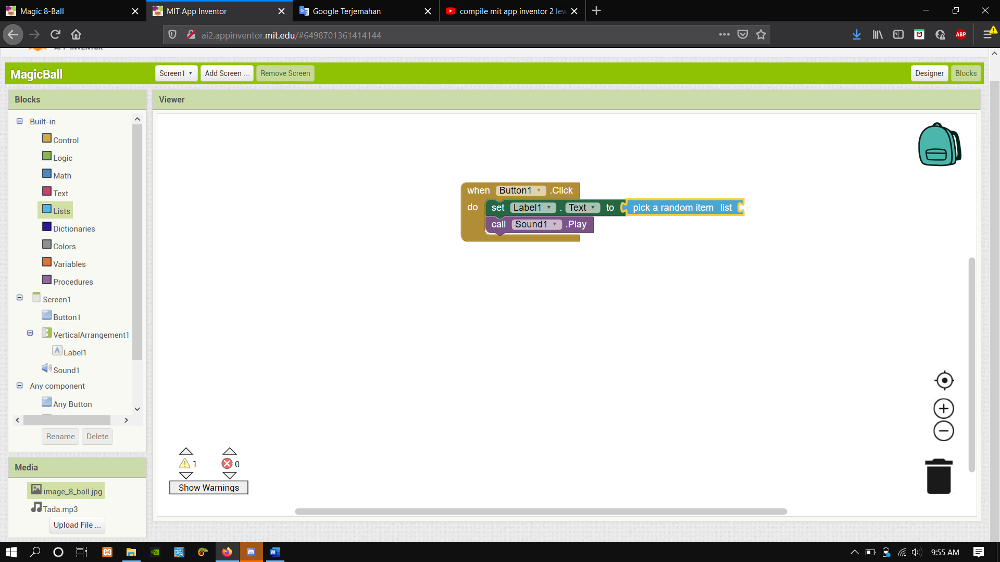 Magic 8-Ball
MIT App Inventor
Google Terjemahan
compile mit app inventor 2 lew
ai2.appinventor.mit.edu/#6498701361414144
ABP
APP INVENTOR
MagicBall
Screen1
Add Screen ...
Remove Screen
Designer
Blocks
Blocks
Viewer
Built-in
Control
Logic
Math
Text
Lists
Dictionaries
Colors
Variables
Procedures
Screen1
Button1
VerticalArrangement1
A
Label1
Sound1
Any component
Any Button
Rename
Delete
when Button1 .Click
do set Label1 . Text to pick a random item list
call Sound1 .Play
1
0
Show Warnings
Media
image_8_ball.jpg
Tada.mp3
Upload File ...
9:55 AM